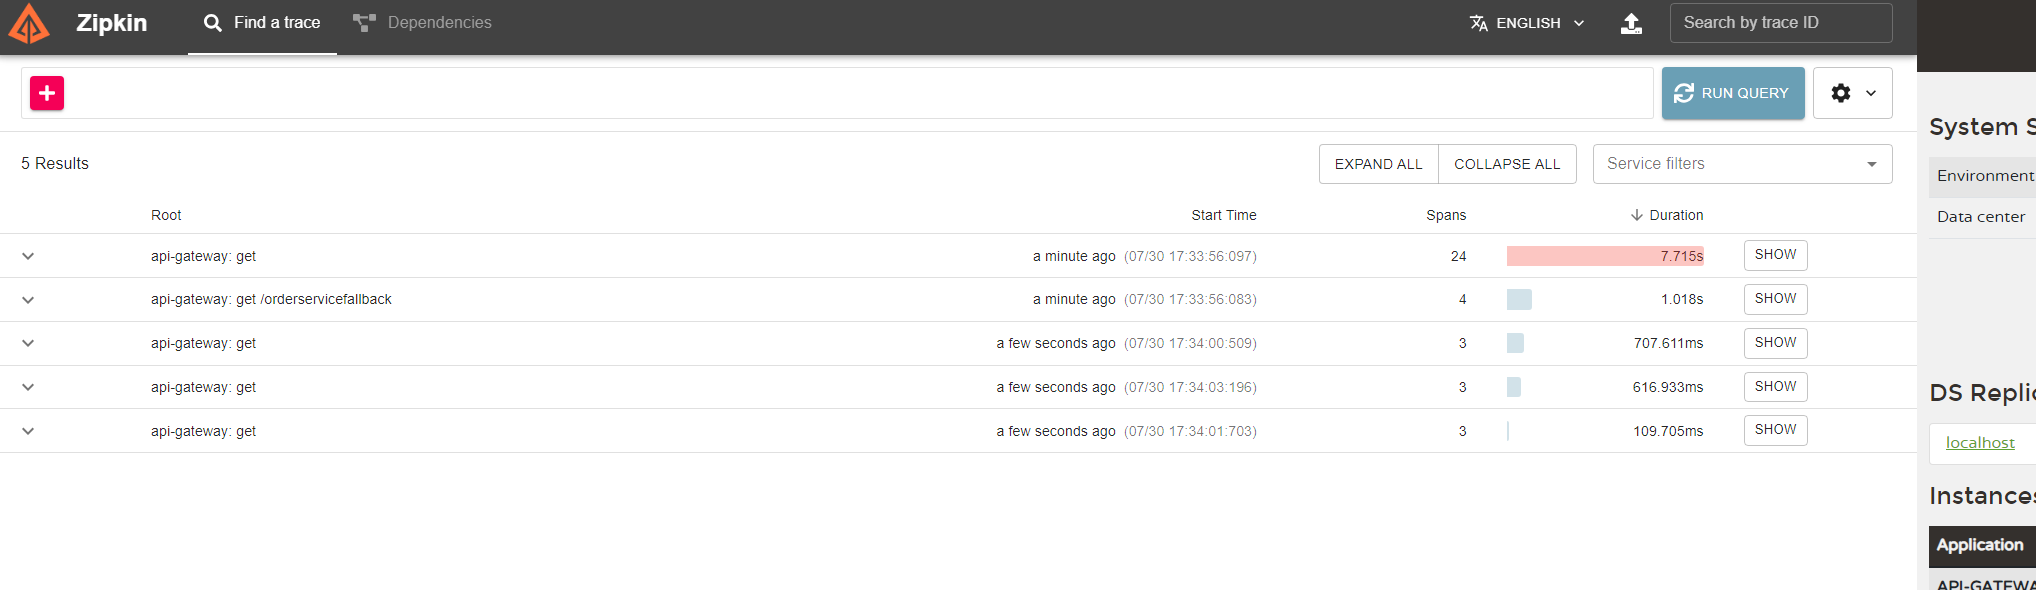 Zipkin
Find a trace
Dependencies
ENGLISH
Search by trace ID
RUN QUERY
5 Results
EXPAND ALL
COLLAPSE ALL
Service filters
Root Start Time Spans Duration
api-gateway: get a minute ago (07/30 17:33:56:097) 24 7.715s SHOW
api-gateway: get /orderservicefallback a minute ago (07/30 17:33:56:083) 4 1.018s SHOW
api-gateway: get a few seconds ago (07/30 17:34:00:509) 3 707.611ms SHOW
api-gateway: get a few seconds ago (07/30 17:34:03:196) 3 616.933ms SHOW
api-gateway: get a few seconds ago (07/30 17:34:01:703) 3 109.705ms SHOW
System S
Environment
Data center
DS Replic
localhost
Instances
Application
API-GATEWA